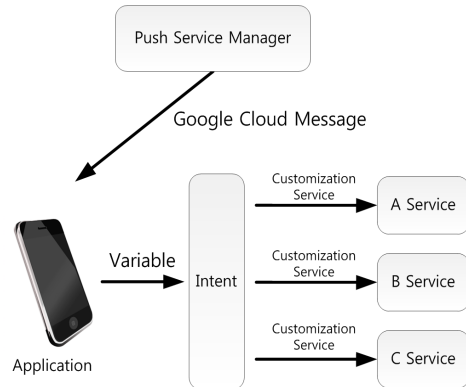 Push Service Manager
Google Cloud Message
Customization
Service
A Service
Variable
Intent
Customization
Service
B Service
Customization
Service
C Service
Application